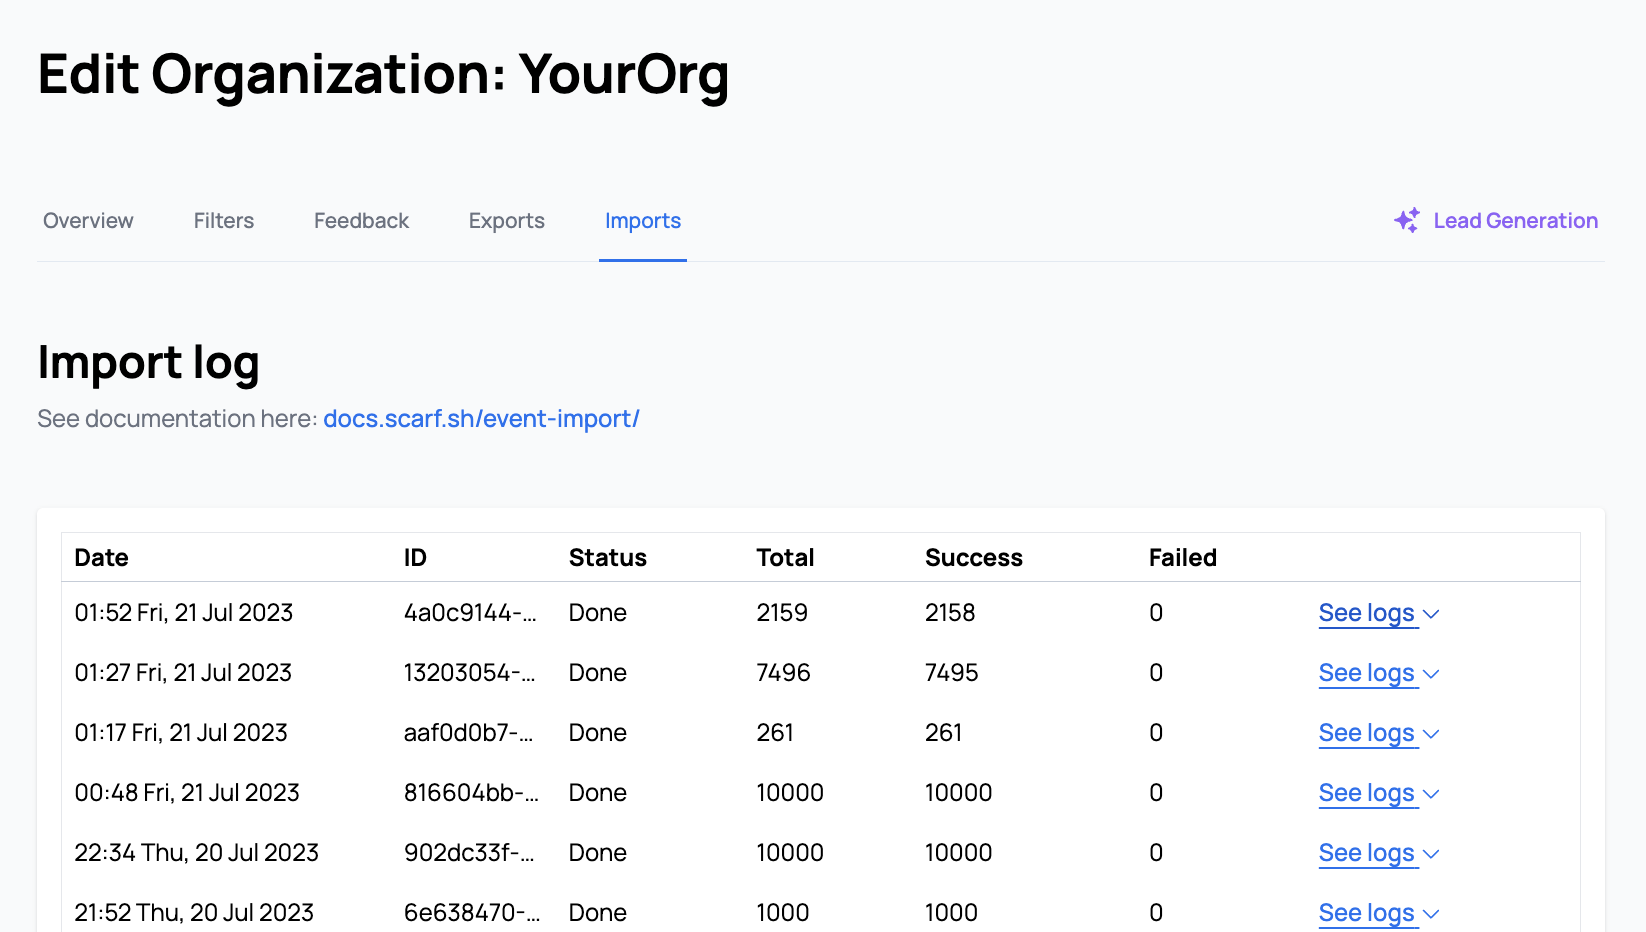 Edit Organization: YourOrg
Overview Filters Feedback Exports Imports Lead Generation
Import log
See documentation here: docs.scarf.sh/event-import/
Date ID Status Total Success Failed
01:52 Fri, 21 Jul 2023 4a0c9144-... Done 2159 2158 0 See logs
01:27 Fri, 21 Jul 2023 13203054-... Done 7496 7495 0 See logs
01:17 Fri, 21 Jul 2023 aaf0d0b7-... Done 261 261 0 See logs
00:48 Fri, 21 Jul 2023 816604bb-... Done 10000 10000 0 See logs
22:34 Thu, 20 Jul 2023 902dc33f-... Done 10000 10000 0 See logs
21:52 Thu, 20 Jul 2023 6e638470-... Done 1000 1000 0 See logs